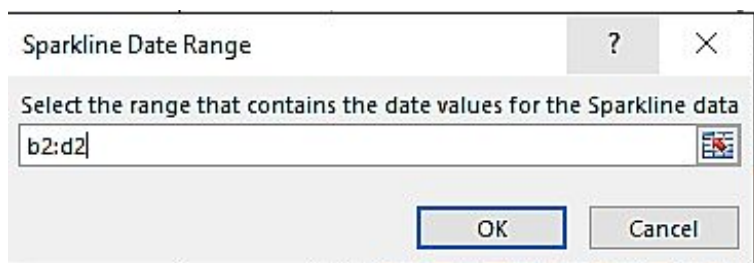 Sparkline Date Range ?
Select the range that contains the date values for the Sparkline data
b2:d2
OK Cancel